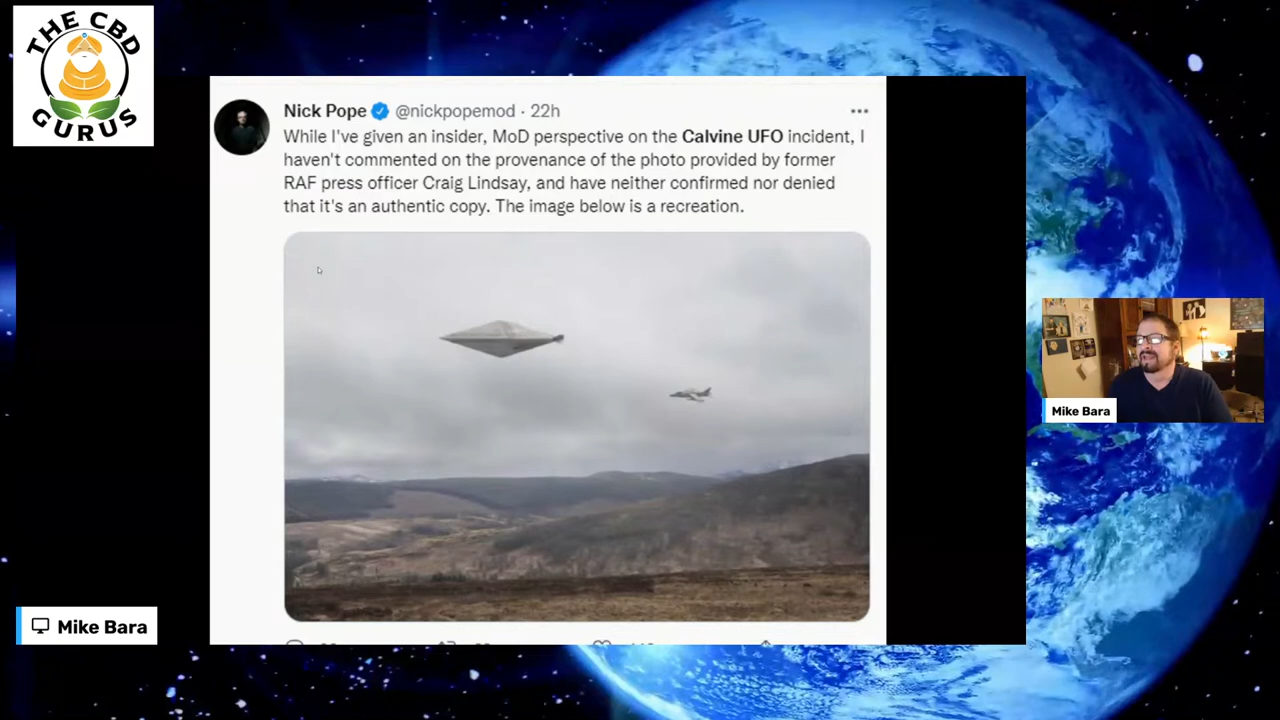 THE CBD
GURUS
Nick Pope @nickpopemod · 22h
While I've given an insider, MoD perspective on the Calvine UFO incident, I
haven't commented on the provenance of the photo provided by former
RAF press officer Craig Lindsay, and have neither confirmed nor denied
that it's an authentic copy. The image below is a recreation.
Mike Bara
Mike Bara